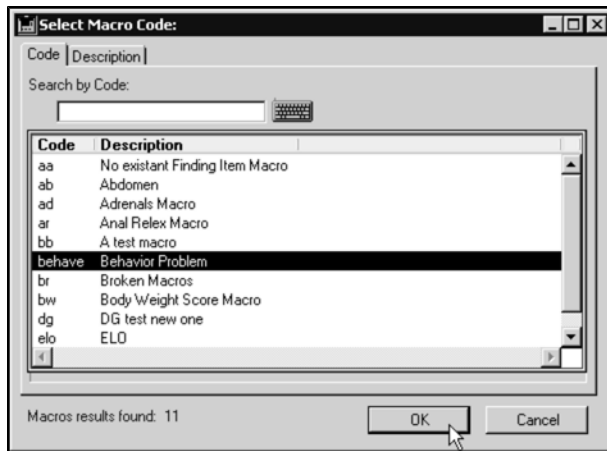 Select Macro Code:
Code Description
Search by Code:
Code Description
aa No existant Finding Item Macro
ab Abdomen
ad Adrenals Macro
ar Anal Relex Macro
bb A test macro
behave Behavior Problem
br Broken Macros
bw Body Weight Score Macro
dg DG test new one
elo ELO
Macros results found: 11
OK Cancel